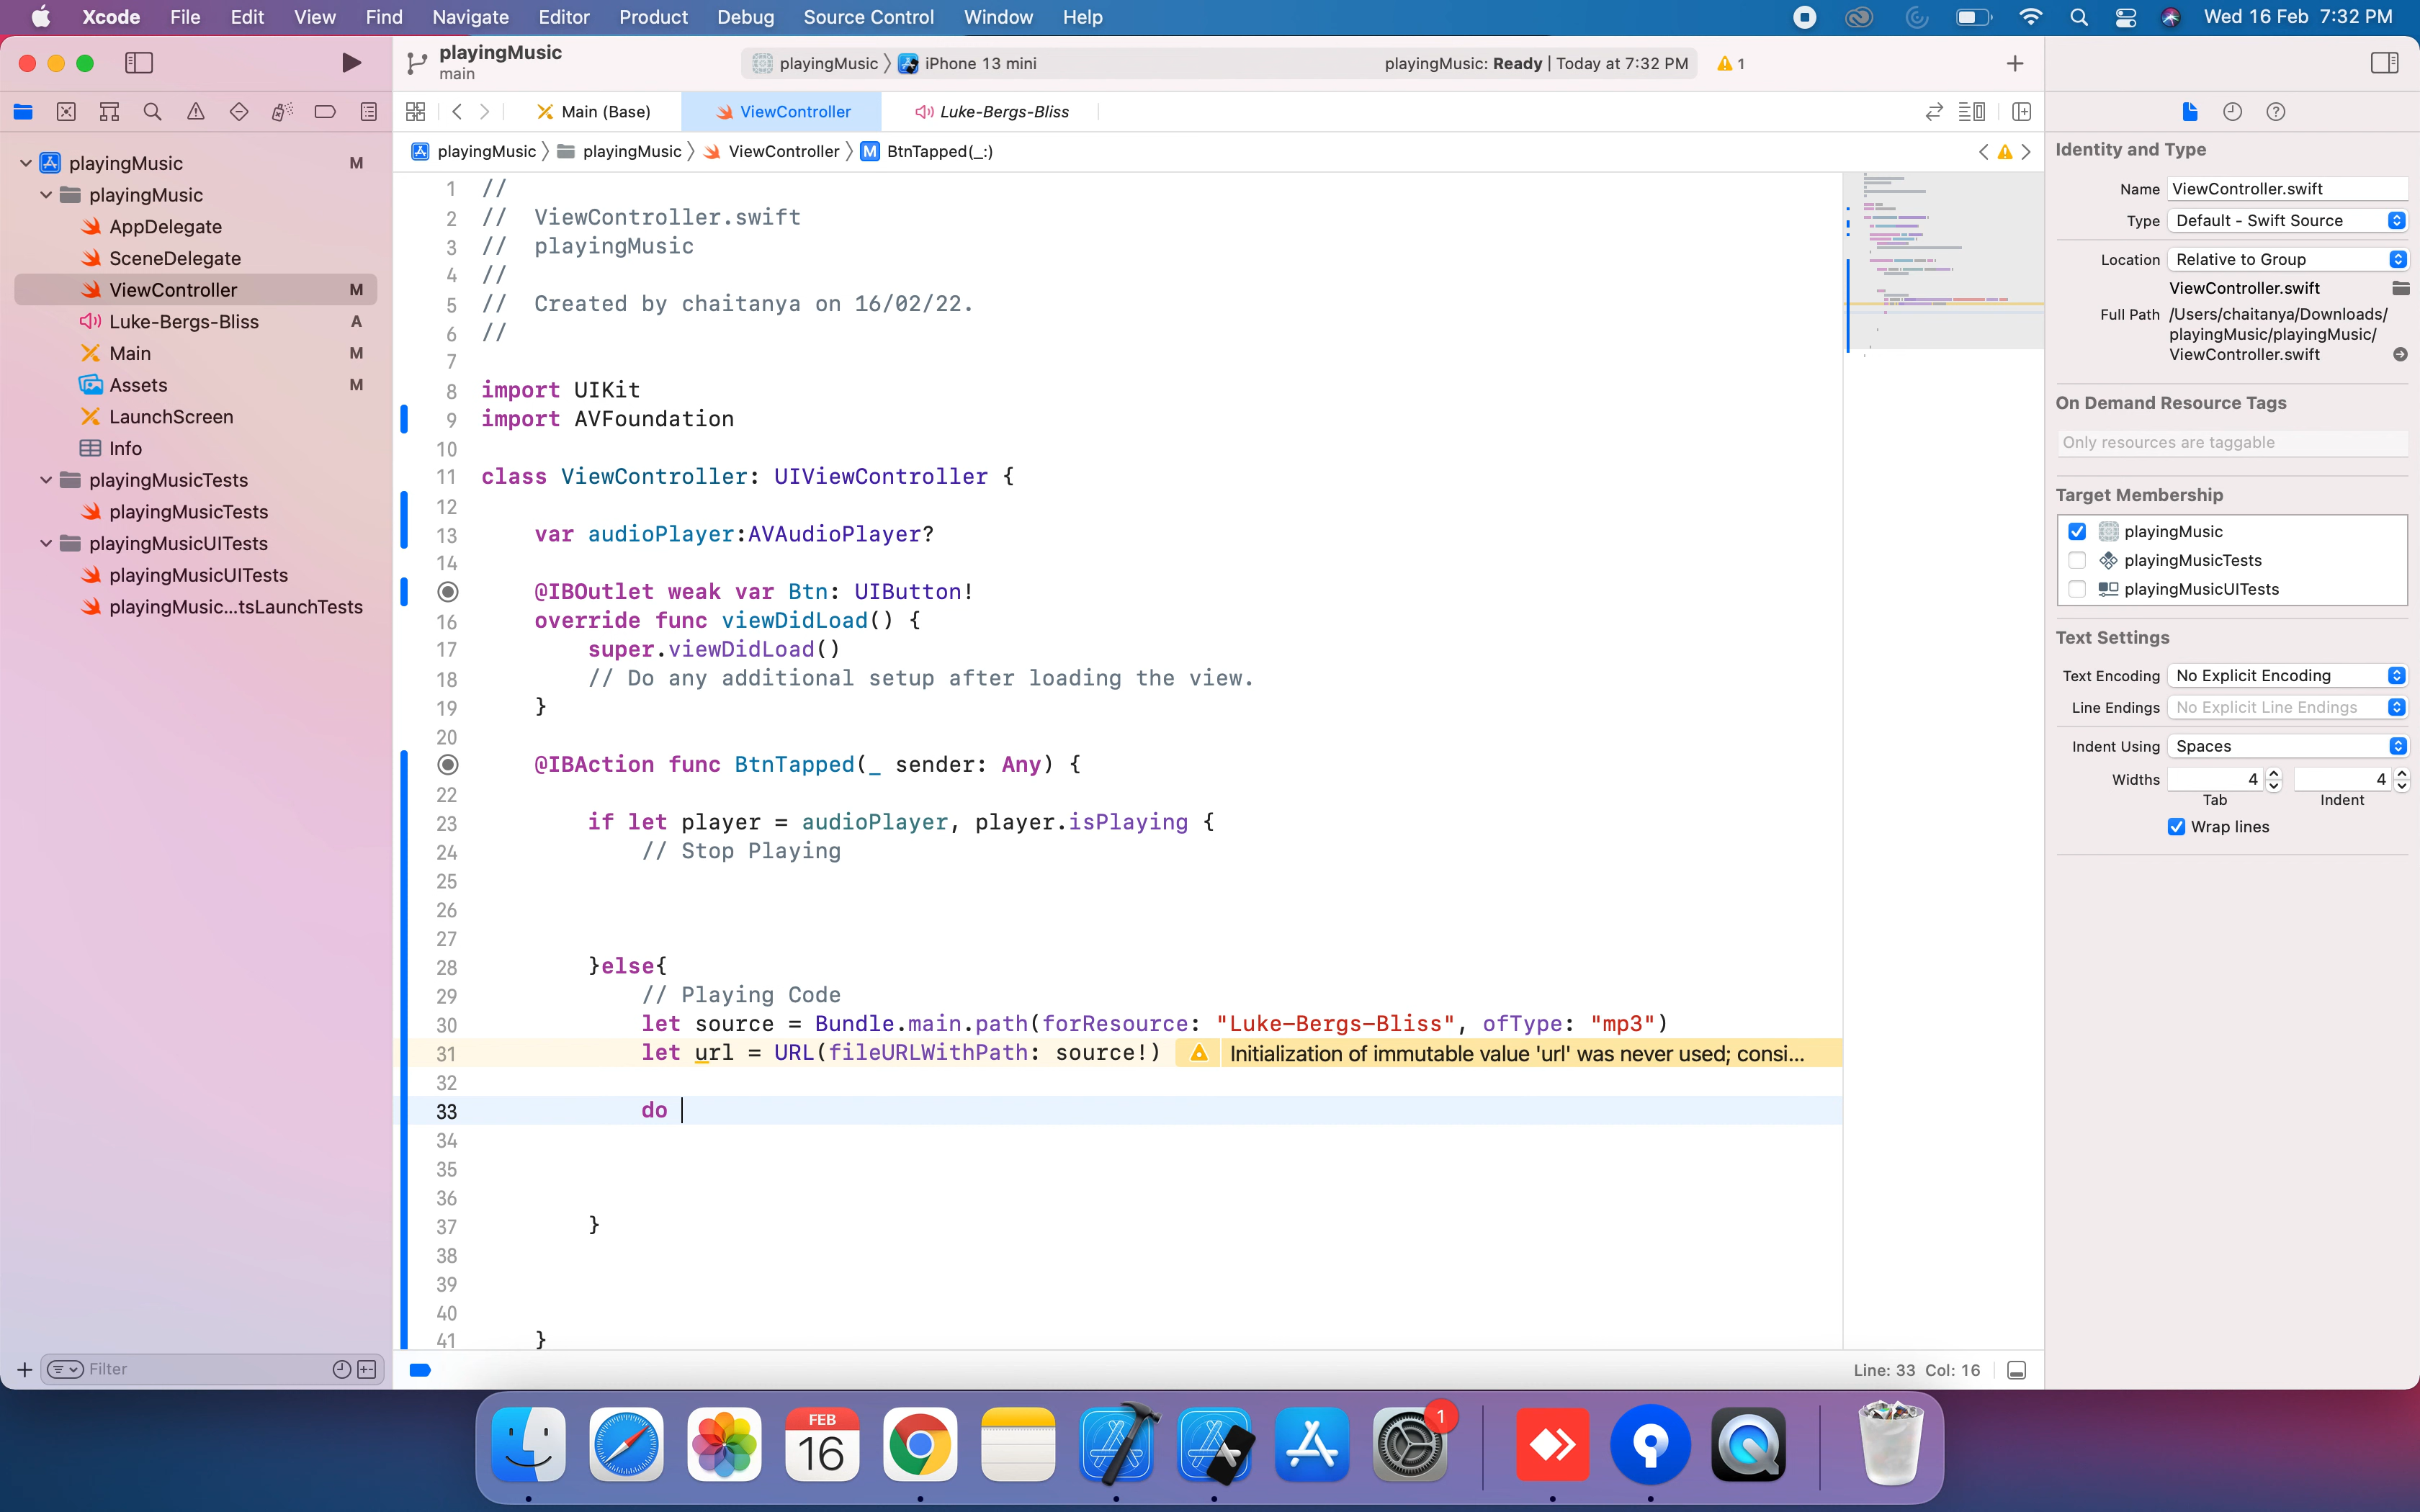 Xcode File Edit View Find Navigate Editor Product Debug Source Control Window Help Wed 16 Feb 7:32 PM
playingMusic
main
playingMusic 〉 iPhone 13 mini
playingMusic: Ready | Today at 7:32 PM 1
Main (Base) ViewController Luke-Bergs-Bliss
playingMusic 〉 playingMusic 〉 ViewController 〉 M BtnTapped(_:)
playingMusic M
playingMusic
AppDelegate
SceneDelegate
ViewController M
Luke-Bergs-Bliss A
Main M
Assets M
LaunchScreen
Info
playingMusicTests
playingMusicTests
playingMusicUITests
playingMusicUITests
playingMusic...tsLaunchTests
Filter
1 //
2 //  ViewController.swift
3 //  playingMusic
4 //
5 //  Created by chaitanya on 16/02/22.
6 //
7
8 import UIKit
9 import AVFoundation
10
11 class ViewController: UIViewController {
12
13     var audioPlayer:AVAudioPlayer?
14
@IBOutlet weak var Btn: UIButton!
16     override func viewDidLoad() {
17         super.viewDidLoad()
18         // Do any additional setup after loading the view.
19     }
20
@IBAction func BtnTapped(_ sender: Any) {
22
23         if let player = audioPlayer, player.isPlaying {
24             // Stop Playing
25
26
27
28         }else{
29             // Playing Code
30             let source = Bundle.main.path(forResource: "Luke-Bergs-Bliss", ofType: "mp3")
31             let url = URL(fileURLWithPath: source!) Initialization of immutable value 'url' was never used; consi...
32
33             do
34
35
36
37         }
38
39
40
41     }
Line: 33 Col: 16
Identity and Type
Name ViewController.swift
Type Default - Swift Source
Location Relative to Group
ViewController.swift
Full Path /Users/chaitanya/Downloads/
playingMusic/playingMusic/
ViewController.swift
On Demand Resource Tags
Only resources are taggable
Target Membership
playingMusic
playingMusicTests
playingMusicUITests
Text Settings
Text Encoding No Explicit Encoding
Line Endings No Explicit Line Endings
Indent Using Spaces
Widths 4 4
Tab Indent
Wrap lines
FEB
16
1